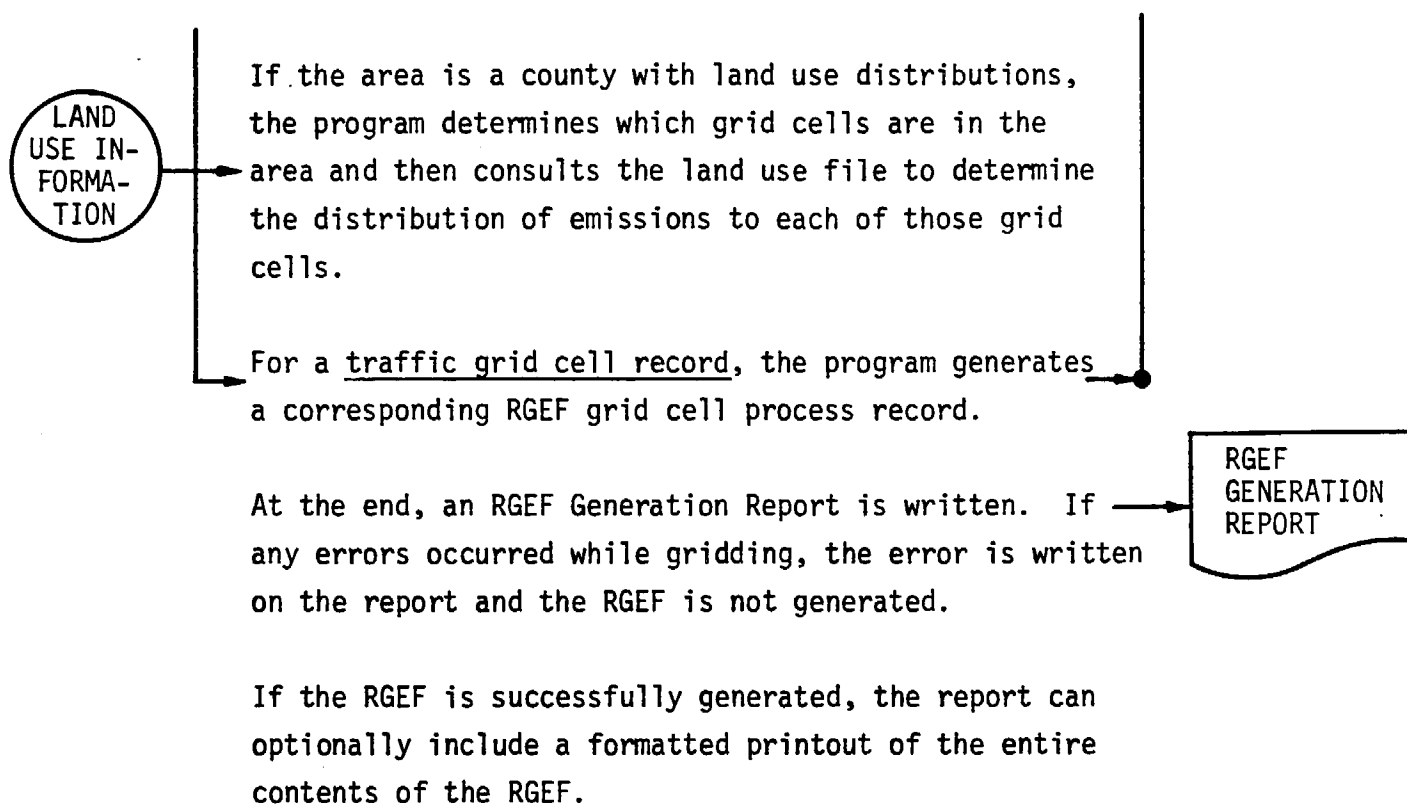 If the area is a county with land use distributions,
the program determines which grid cells are in the
area and then consults the land use file to determine
the distribution of emissions to each of those grid
cells.
LAND
USE IN-
FORMA-
TION
For a traffic grid cell record, the program generates
a corresponding RGEF grid cell process record.
At the end, an RGEF Generation Report is written. If
any errors occurred while gridding, the error is written
on the report and the RGEF is not generated.
RGEF
GENERATION
REPORT
If the RGEF is successfully generated, the report can
optionally include a formatted printout of the entire
contents of the RGEF.